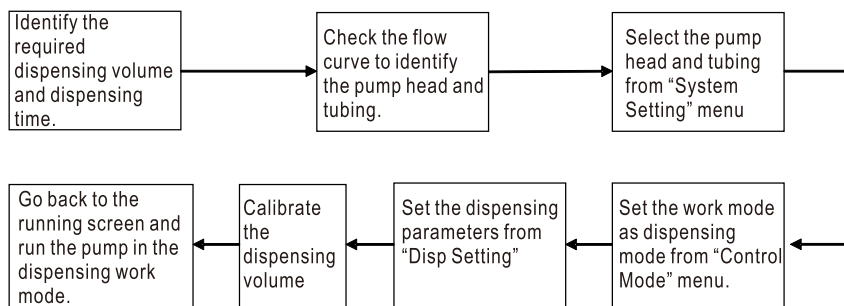 Identify the
required
dispensing volume
and dispensing
time.
Check the flow
curve to identify
the pump head and
tubing.
Select the pump
head and tubing
from “System
Setting” menu
Set the work mode
as dispensing
mode from “Control
Mode” menu.
Set the dispensing
parameters from
“Disp Setting”
Calibrate
the
dispensing
volume
Go back to the
running screen and
run the pump in the
dispensing work
mode.